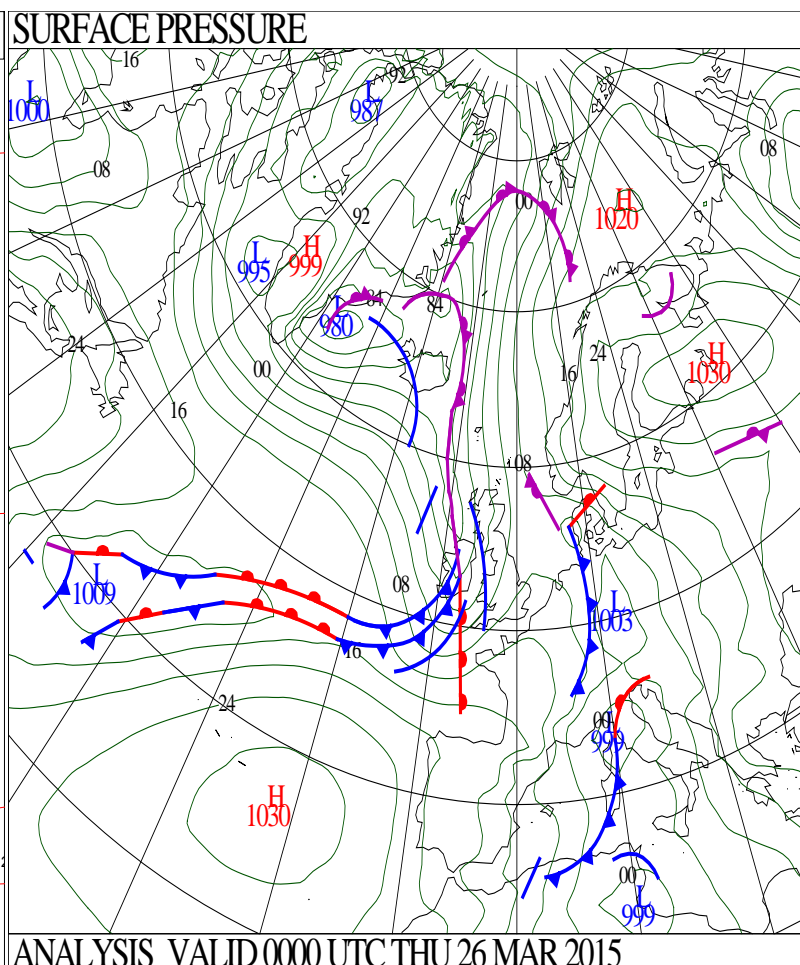 SURFACE PRESSURE
16
92
L
1000
L
987
08
08
92
00
H
1020
L
995
H
999
84
84
L
980
24
00
16
24
H
1030
16
08
L
1009
08
L
1003
16
24
00
L
999
H
1030
00
L
999
ANALYSIS VALID 0000 UTC THU 26 MAR 2015